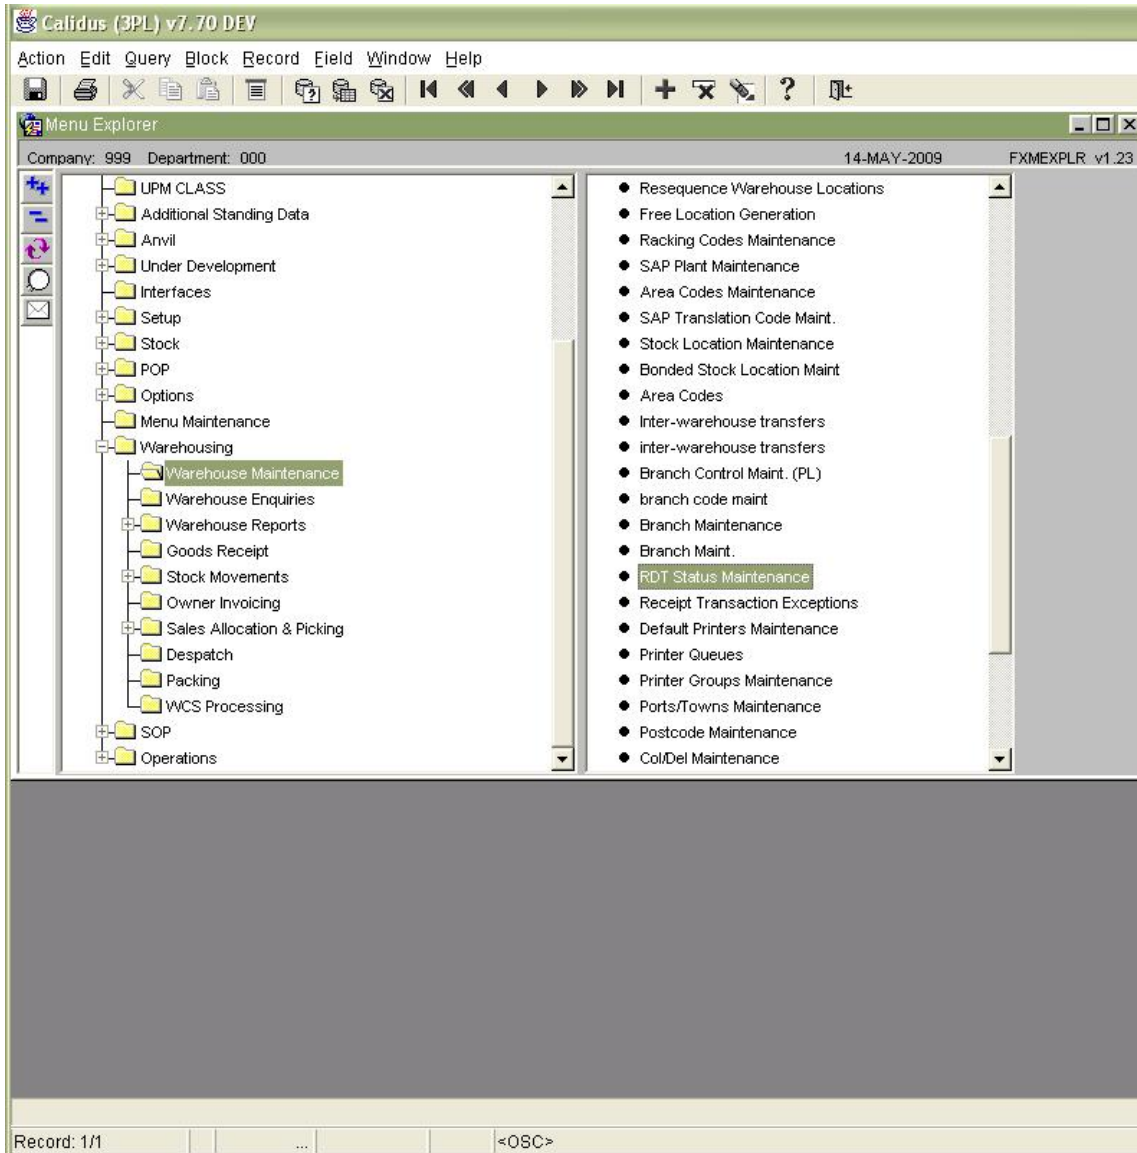 Calidus (3PL) v7.70 DEV
Action Edit Query Block Record Field Window Help
Menu Explorer
Company: 999 Department: 000 14-MAY-2009 FXMEXPLR v1.23
UPM CLASS
Additional Standing Data
Anvil
Under Development
Interfaces
Setup
Stock
POP
Options
Menu Maintenance
Warehousing
Warehouse Maintenance
Warehouse Enquiries
Warehouse Reports
Goods Receipt
Stock Movements
Owner Invoicing
Sales Allocation & Picking
Despatch
Packing
WCS Processing
SOP
Operations
Resequence Warehouse Locations
Free Location Generation
Racking Codes Maintenance
SAP Plant Maintenance
Area Codes Maintenance
SAP Translation Code Maint.
Stock Location Maintenance
Bonded Stock Location Maint
Area Codes
Inter-warehouse transfers
inter-warehouse transfers
Branch Control Maint. (PL)
branch code maint
Branch Maintenance
Branch Maint.
RDT Status Maintenance
Receipt Transaction Exceptions
Default Printers Maintenance
Printer Queues
Printer Groups Maintenance
Ports/Towns Maintenance
Postcode Maintenance
Col/Del Maintenance
Record: 1/1 ... <OSC>